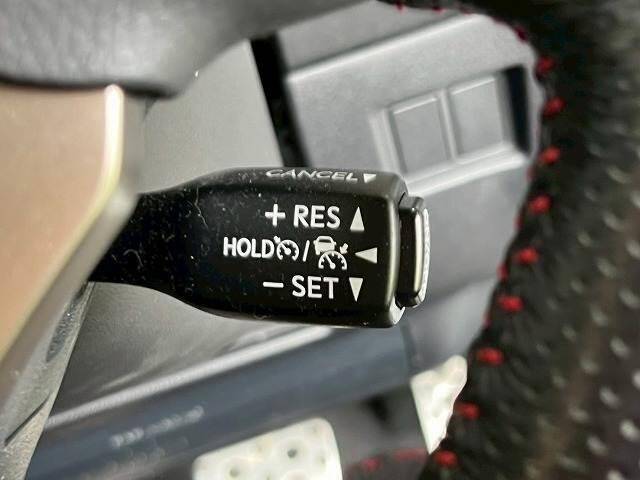 CANCEL▼
+ RES ▲
HOLD / ◀
− SET ▼